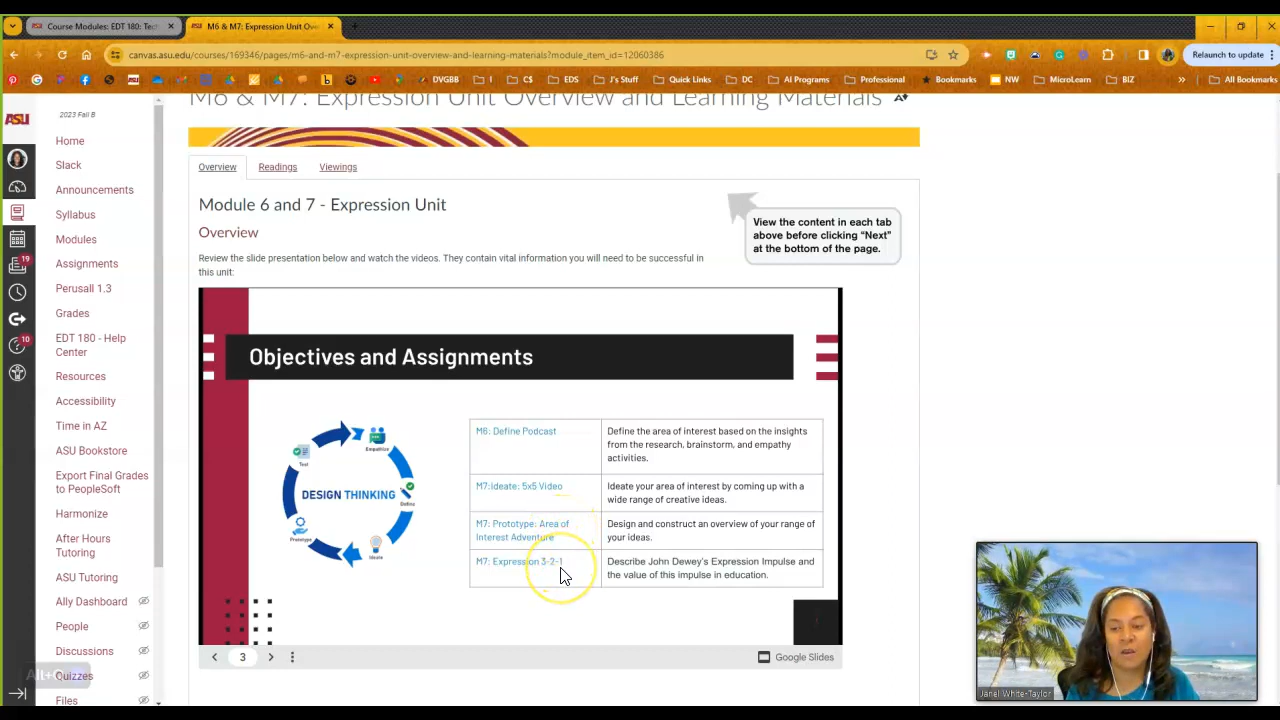 Course Modules: EDT 180: Tec
M6 & M7: Expression Unit Ov
canvas.asu.edu/courses/169346/pages/m6-and-m7-expression-unit-overview-and-learning-materials?module_item_id=12060386
Relaunch to update
DVGBB
I
C$
EDS
J's Stuff
Quick Links
DC
AI Programs
Professional
Bookmarks
NW
MicroLearn
BIZ
All Bookmarks
M6 & M7: Expression Unit Overview and Learning Materials
ASU
2023 Fall B
Home
Slack
Announcements
Syllabus
Modules
Assignments
19
Perusall 1.3
Grades
EDT 180 - Help
Center
10
Resources
Accessibility
Time in AZ
ASU Bookstore
Export Final Grades
to PeopleSoft
Harmonize
After Hours
Tutoring
ASU Tutoring
Ally Dashboard
People
Discussions
Quizzes
Files
Overview
Readings
Viewings
Module 6 and 7 - Expression Unit
Overview
Review the slide presentation below and watch the videos. They contain vital information you will need to be successful in
this unit:
View the content in each tab
above before clicking “Next”
at the bottom of the page.
Objectives and Assignments
DESIGN THINKING
Empathize
Define
Ideate
Prototype
Test
M6: Define Podcast
Define the area of interest based on the insights
from the research, brainstorm, and empathy
activities.
M7:Ideate: 5x5 Video
Ideate your area of interest by coming up with a
wide range of creative ideas.
M7: Prototype: Area of
Interest Adventure
Design and construct an overview of your range of
your ideas.
M7: Expression 3-2-1
Describe John Dewey's Expression Impulse and
the value of this impulse in education.
3
Google Slides
Janel White-Taylor